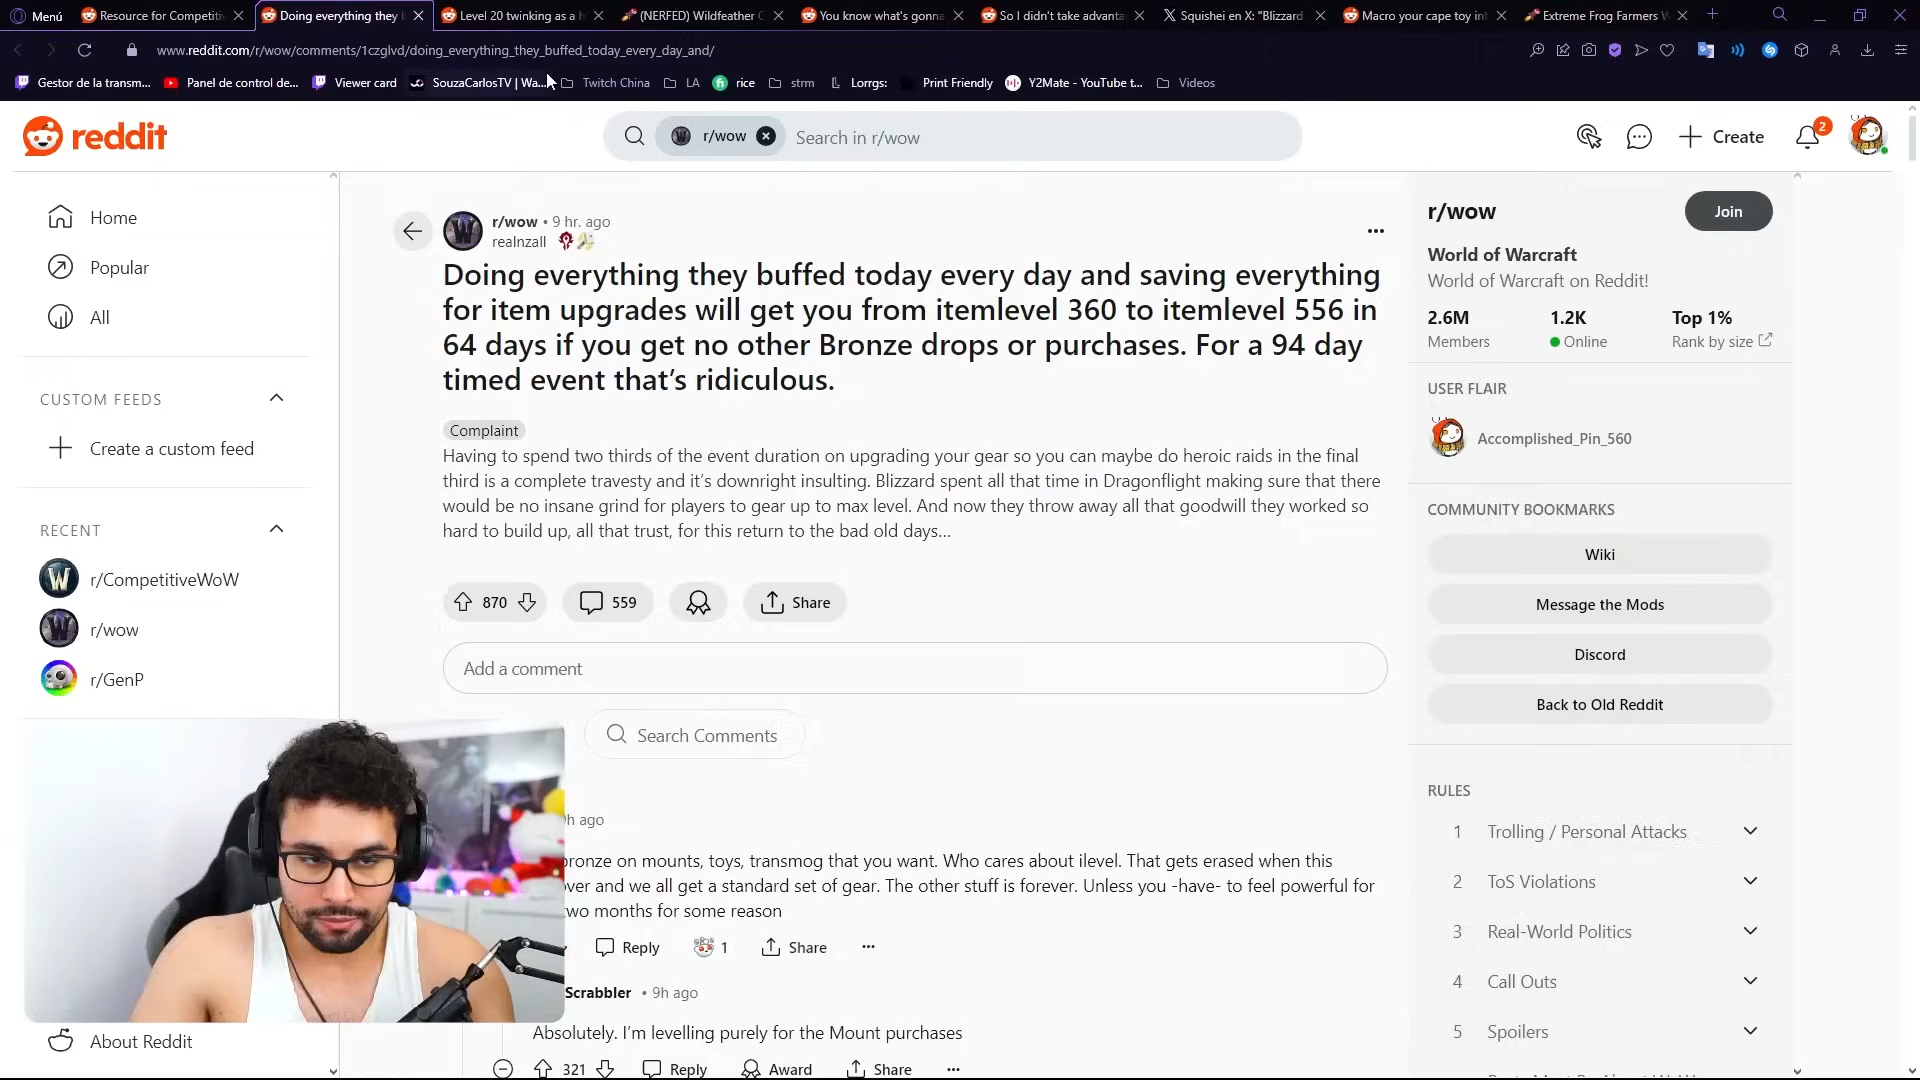 Menú
Resource for Competiti
Doing everything they
Level 20 twinking as a h
(NERFED) Wildfeather C
You know what's gonna
So I didn't take advanta
Squishei en X: "Blizzard
Macro your cape toy int
Extreme Frog Farmers W
www.reddit.com/r/wow/comments/1czglvd/doing_everything_they_buffed_today_every_day_and/
Gestor de la transm...
Panel de control de...
Viewer card
SouzaCarlosTV | Wa...
Twitch China
LA
rice
strm
Lorrgs:
Print Friendly
Y2Mate - YouTube t...
Videos
reddit
r/wow
Search in r/wow
Create
2
Home
Popular
All
CUSTOM FEEDS
Create a custom feed
RECENT
r/CompetitiveWoW
r/wow
r/GenP
About Reddit
r/wow • 9 hr. ago
realnzall
Doing everything they buffed today every day and saving everything
for item upgrades will get you from itemlevel 360 to itemlevel 556 in
64 days if you get no other Bronze drops or purchases. For a 94 day
timed event that's ridiculous.
Complaint
Having to spend two thirds of the event duration on upgrading your gear so you can maybe do heroic raids in the final
third is a complete travesty and it's downright insulting. Blizzard spent all that time in Dragonflight making sure that there
would be no insane grind for players to gear up to max level. And now they throw away all that goodwill they worked so
hard to build up, all that trust, for this return to the bad old days...
870
559
Share
Add a comment
Search Comments
h ago
ronze on mounts, toys, transmog that you want. Who cares about ilevel. That gets erased when this
ver and we all get a standard set of gear. The other stuff is forever. Unless you -have- to feel powerful for
two months for some reason
Reply
1
Share
Scrabbler • 9h ago
Absolutely. I'm levelling purely for the Mount purchases
321
Reply
Award
Share
r/wow
Join
World of Warcraft
World of Warcraft on Reddit!
2.6M
1.2K
Top 1%
Members
Online
Rank by size
USER FLAIR
Accomplished_Pin_560
COMMUNITY BOOKMARKS
Wiki
Message the Mods
Discord
Back to Old Reddit
RULES
1 Trolling / Personal Attacks
2 ToS Violations
3 Real-World Politics
4 Call Outs
5 Spoilers